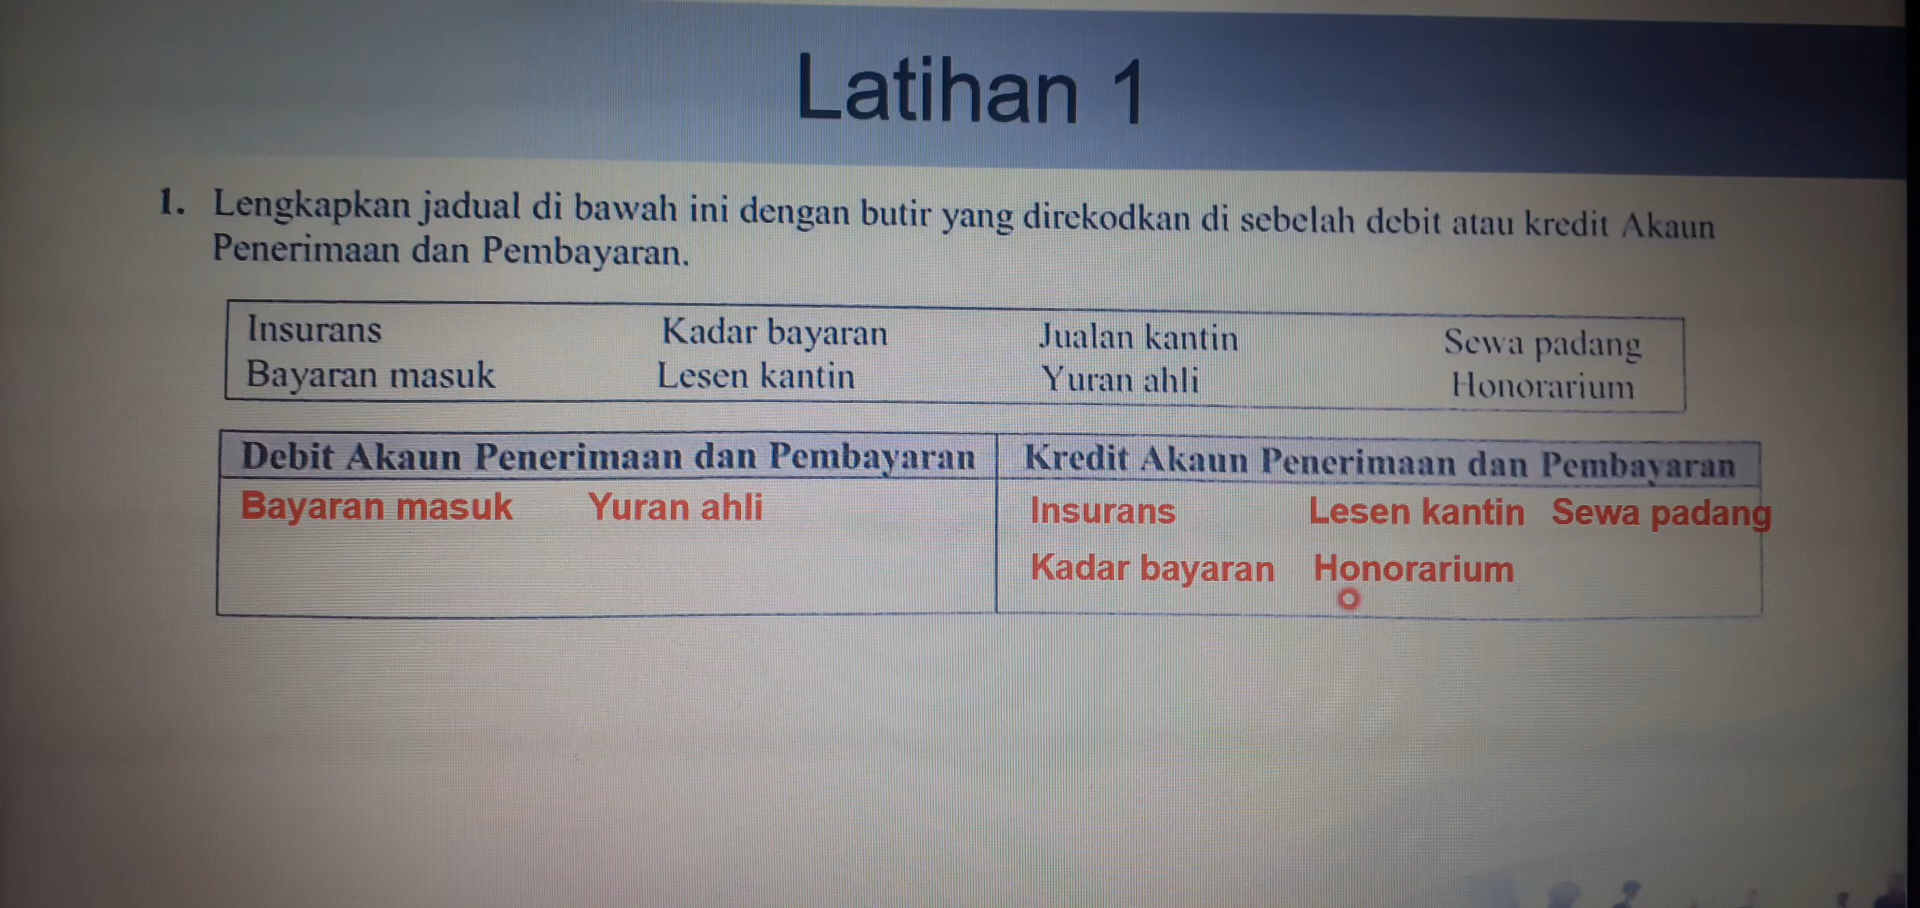 Latihan 1
1. Lengkapkan jadual di bawah ini dengan butir yang direkodkan di sebelah debit atau kredit Akaun
Penerimaan dan Pembayaran.
Insurans Kadar bayaran Jualan kantin Sewa padang
Bayaran masuk Lesen kantin Yuran ahli Honorarium
Debit Akaun Penerimaan dan Pembayaran Kredit Akaun Penerimaan dan Pembayaran
Bayaran masuk Yuran ahli Insurans Lesen kantin Sewa padang
Kadar bayaran Honorarium